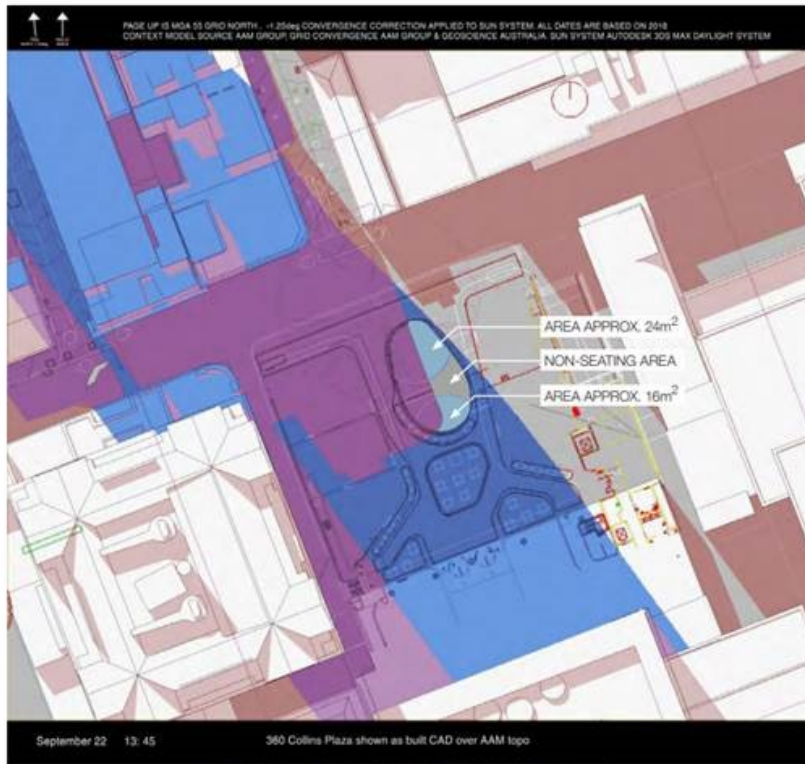 PAGE UP IS MGA 55 GRID NORTH . -1.25deg CONVERGENCE CORRECTION APPLIED TO SUN SYSTEM. ALL DATES ARE BASED ON 2018
CONTEXT MODEL SOURCE AAM GROUP, GRID CONVERGENCE AAM GROUP & GEOSCIENCE AUSTRALIA. SUN SYSTEM AUTODESK 3DS MAX DAYLIGHT SYSTEM
AREA APPROX. 24m²
NON-SEATING AREA
AREA APPROX. 16m²
September 22 13: 45 360 Collins Plaza shown as built CAD over AAM topo